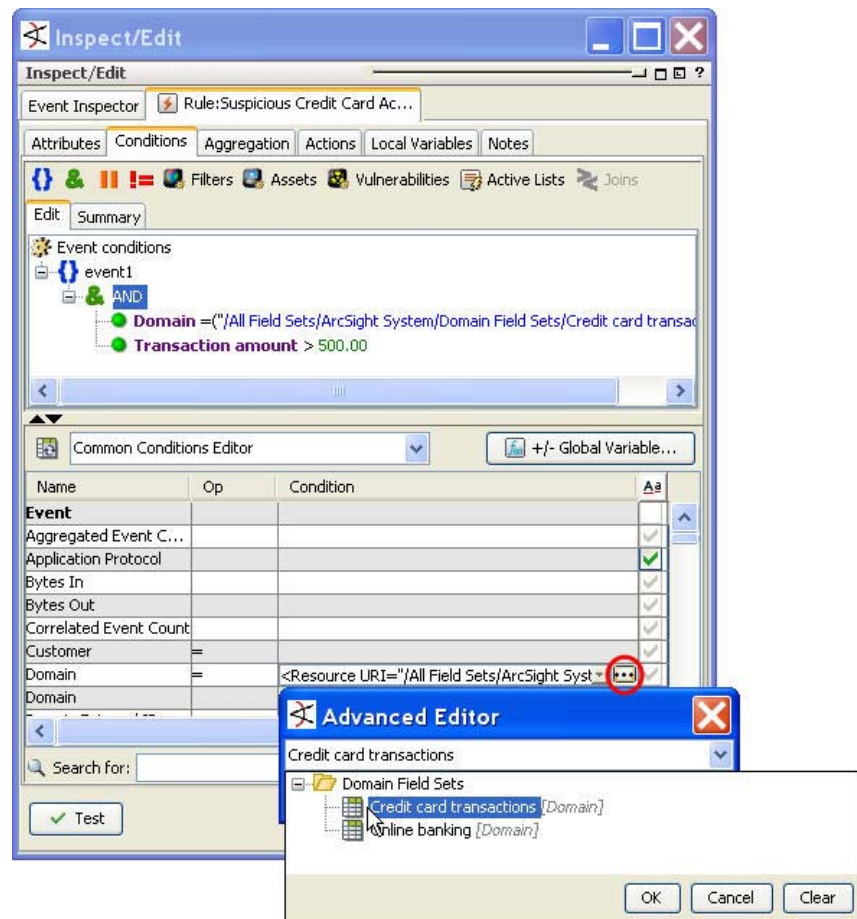 Inspect/Edit
Inspect/Edit
?
Event Inspector Rule:Suspicious Credit Card Ac...
Attributes Conditions Aggregation Actions Local Variables Notes
{} & || != Filters Assets Vulnerabilities Active Lists Joins
Edit Summary
Event conditions
{} event1
& AND
Domain =("/All Field Sets/ArcSight System/Domain Field Sets/Credit card transac
Transaction amount > 500.00
Common Conditions Editor +/- Global Variable...
Name Op Condition Aa
Event
Aggregated Event C...
Application Protocol
Bytes In
Bytes Out
Correlated Event Count
Customer =
Domain = <Resource URI="/All Field Sets/ArcSight Syst
Domain
Search for:
Test
Advanced Editor
Credit card transactions
Domain Field Sets
Credit card transactions [Domain]
Online banking [Domain]
OK Cancel Clear